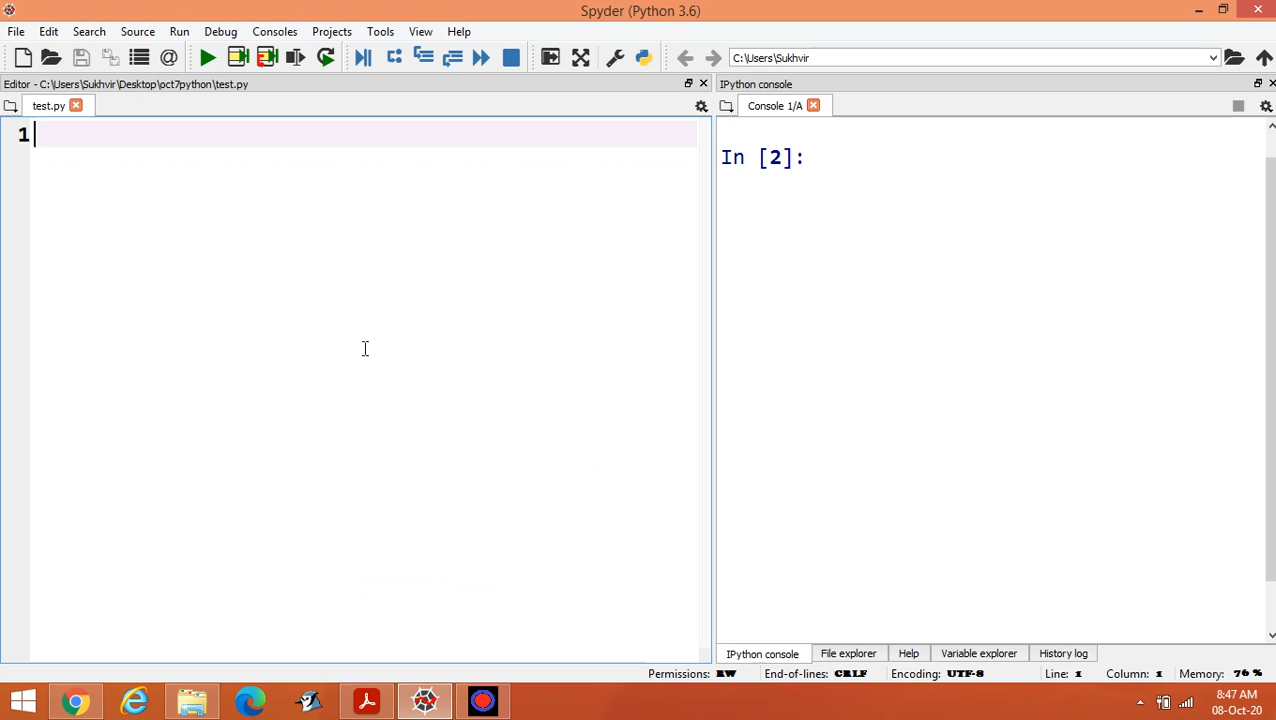 Spyder (Python 3.6)
File Edit Search Source Run Debug Consoles Projects Tools View Help
C:\Users\Sukhvir
Editor - C:\Users\Sukhvir\Desktop\oct7python\test.py
IPython console
test.py
Console 1/A
1
In [2]:
IPython console File explorer Help Variable explorer History log
Permissions: RW End-of-lines: CRLF Encoding: UTF-8 Line: 1 Column: 1 Memory: 76 %
8:47 AM
08-Oct-20